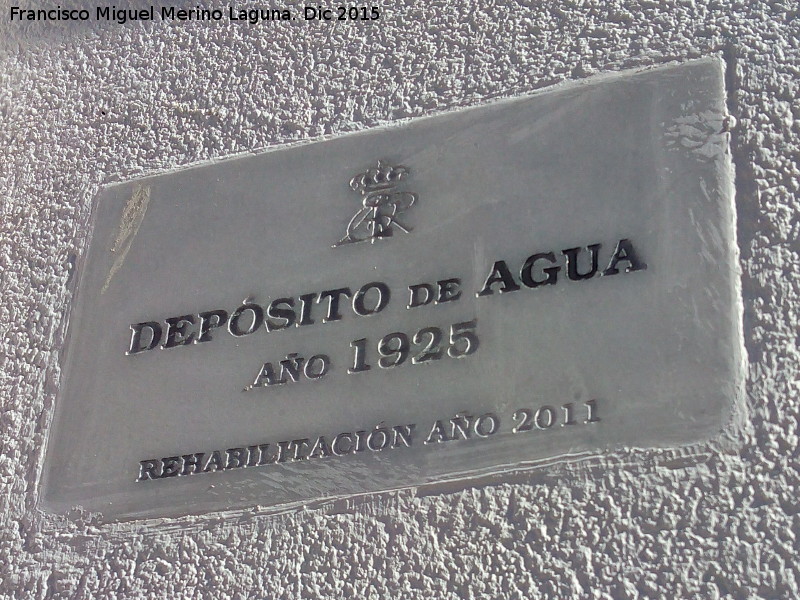 Francisco Miguel Merino Laguna. Dic 2015
DEPÓSITO DE AGUA
AÑO 1925
REHABILITACIÓN AÑO 2011